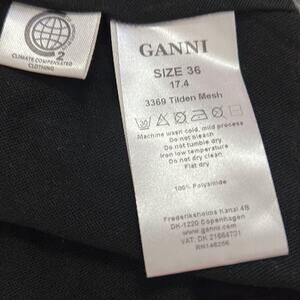 2
CLIMATE COMPENSATED
CLOTHING
GANNI
SIZE 36
17.4
3369 Tilden Mesh
Machine wash cold, mild process
Do not bleach
Do not tumble dry
Iron low temperature
Do not dry clean
Flat dry
100% Polyamide
Frederiksholms Kanal 4B
DK-1220 Copenhagen
www.ganni.com
VAT: DK 21664731
RN146256